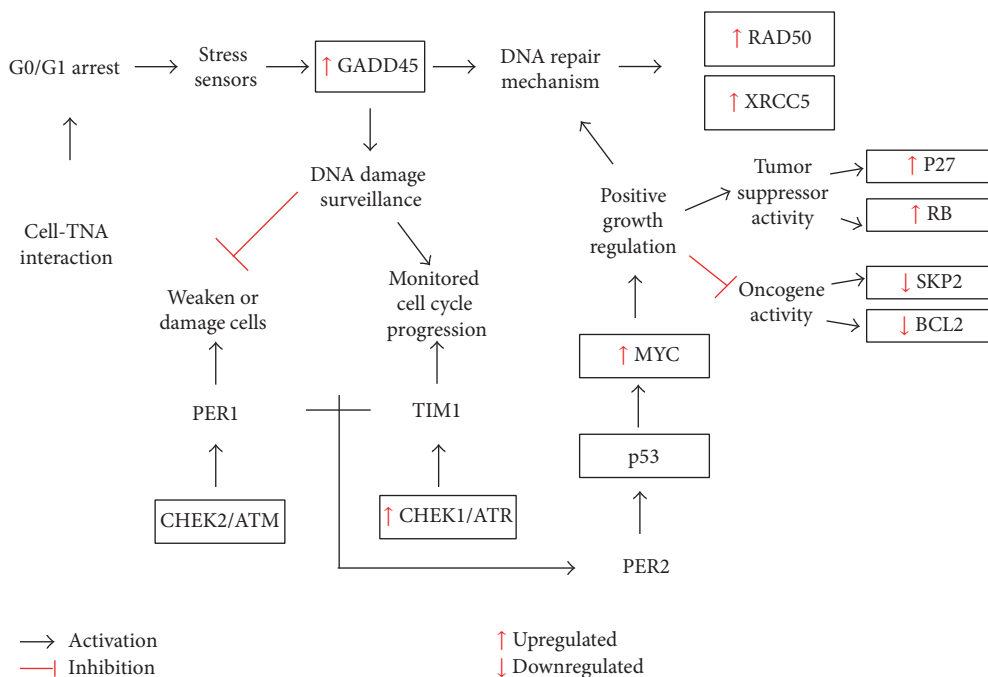 G0/G1 arrest
Stress
sensors
↑ GADD45
DNA repair
mechanism
↑ RAD50
↑ XRCC5
DNA damage
surveillance
Cell-TNA
interaction
Positive
growth
regulation
Tumor
suppressor
activity
↑ P27
↑ RB
Weaken or
damage cells
Monitored
cell cycle
progression
Oncogene
activity
↓ SKP2
↓ BCL2
↑ MYC
PER1
TIM1
p53
CHEK2/ATM
↑ CHEK1/ATR
PER2
Activation
Inhibition
↑ Upregulated
↓ Downregulated